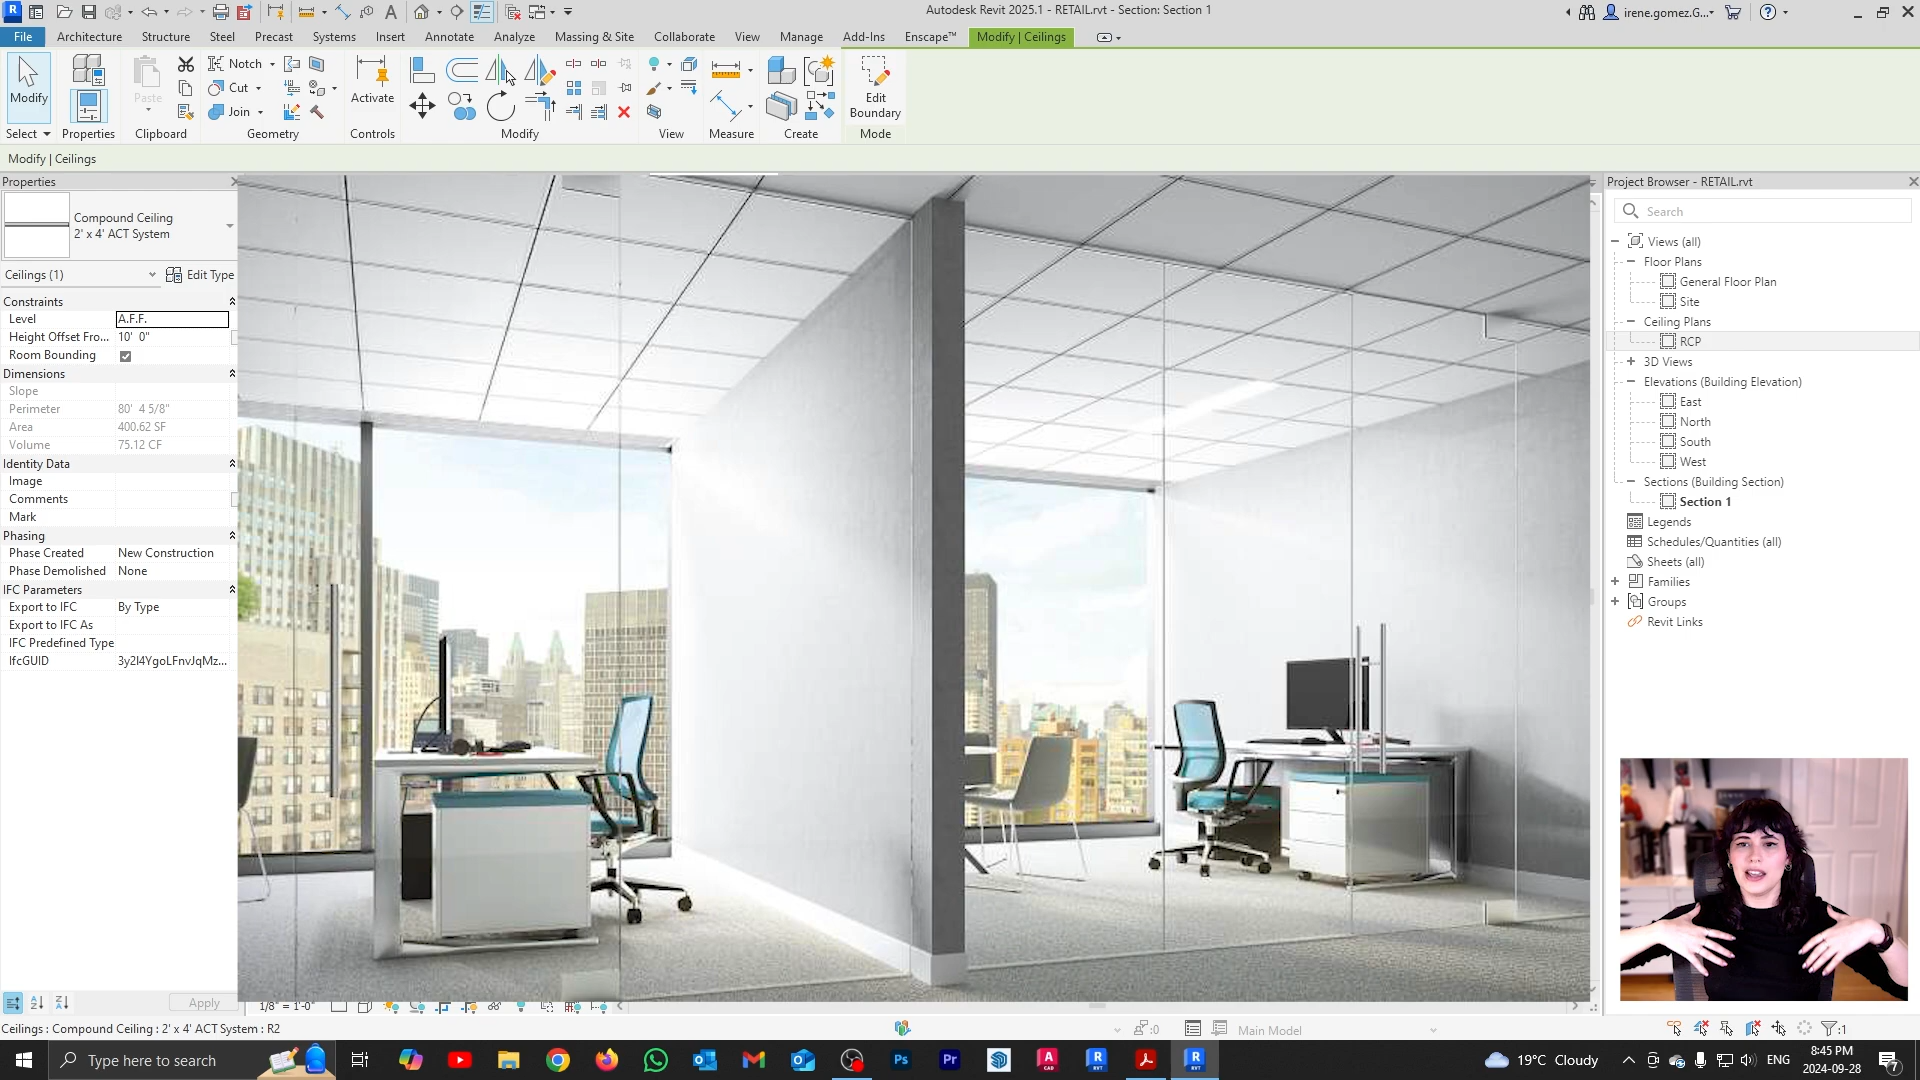 Autodesk Revit 2025.1 - RETAIL.rvt - Section: Section 1
irene.gomez.G...
File
Architecture
Structure
Steel
Precast
Systems
Insert
Annotate
Analyze
Massing & Site
Collaborate
View
Manage
Add-Ins
Enscape™
Modify | Ceilings
Modify
Paste
Notch
Cut
Join
Activate
Edit
Boundary
Select
Properties
Clipboard
Geometry
Controls
Modify
View
Measure
Create
Mode
Modify | Ceilings
Properties
Compound Ceiling
2' x 4' ACT System
Ceilings (1)
Edit Type
Constraints
Level
A.F.F.
Height Offset Fro...
10' 0"
Room Bounding
Dimensions
Slope
Perimeter
80' 4 5/8"
Area
400.62 SF
Volume
75.12 CF
Identity Data
Image
Comments
Mark
Phasing
Phase Created
New Construction
Phase Demolished
None
IFC Parameters
Export to IFC
By Type
Export to IFC As
IFC Predefined Type
IfcGUID
3y2I4YgoLFnvJqMz...
Apply
1/8" = 1'-0"
Project Browser - RETAIL.rvt
Search
Views (all)
Floor Plans
General Floor Plan
Site
Ceiling Plans
RCP
3D Views
Elevations (Building Elevation)
East
North
South
West
Sections (Building Section)
Section 1
Legends
Schedules/Quantities (all)
Sheets (all)
Families
Groups
Revit Links
Ceilings : Compound Ceiling : 2' x 4' ACT System : R2
:0
Main Model
:1
Type here to search
19°C Cloudy
ENG
8:45 PM
2024-09-28
7